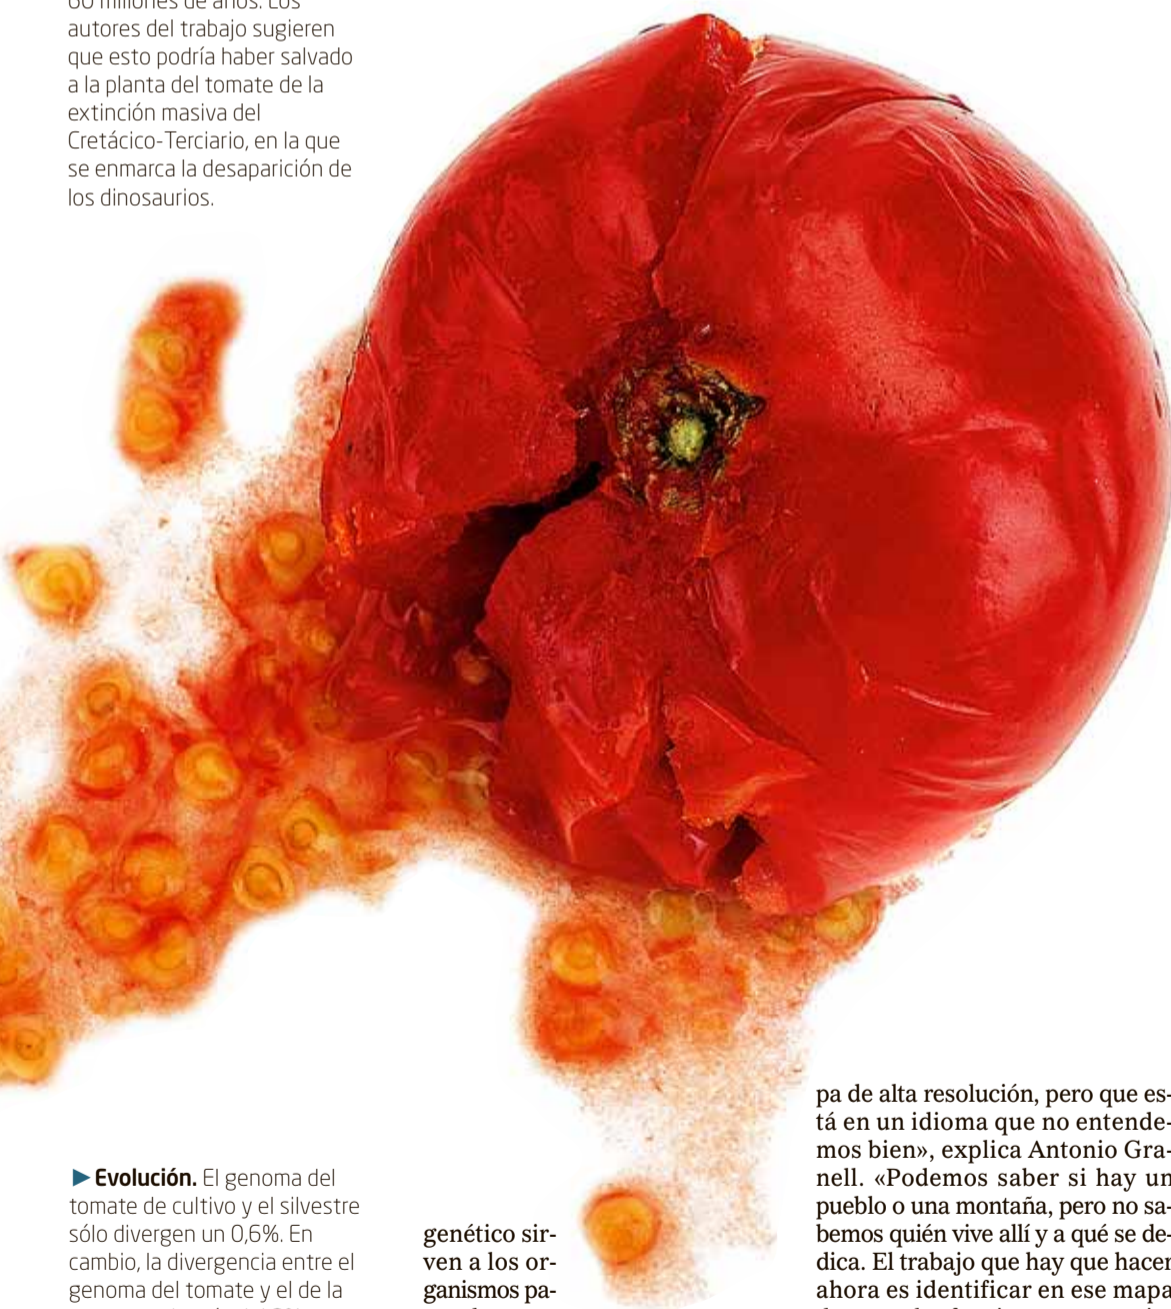 60 millones de años. Los
autores del trabajo sugieren
que esto podría haber salvado
a la planta del tomate de la
extinción masiva del
Cretácico-Terciario, en la que
se enmarca la desaparición de
los dinosaurios.
►Evolución. El genoma del
tomate de cultivo y el silvestre
sólo divergen un 0,6%. En
cambio, la divergencia entre el
genoma del tomate y el de la
genético sir-
ven a los or-
ganismos pa-
pa de alta resolución, pero que es-
tá en un idioma que no entende-
mos bien», explica Antonio Gra-
nell. «Podemos saber si hay un
pueblo o una montaña, pero no sa-
bemos quién vive allí y a qué se de-
dica. El trabajo que hay que hacer
ahora es identificar en ese mapa